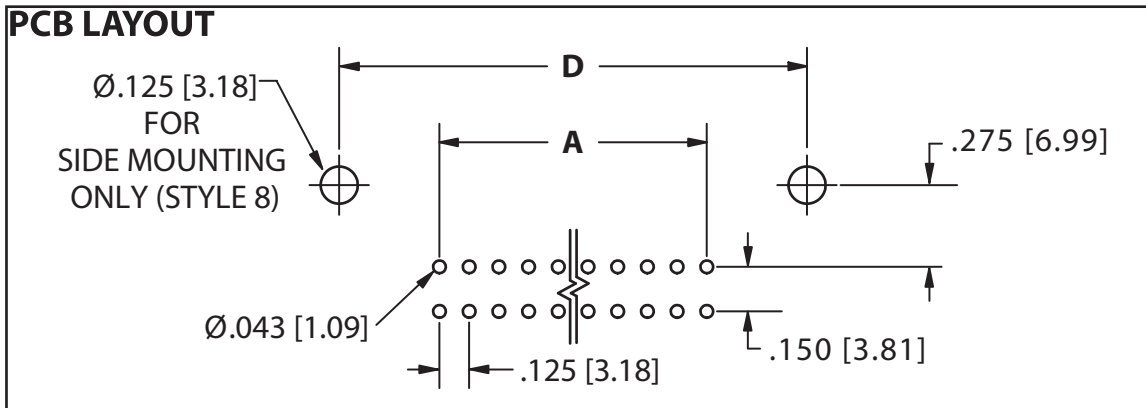 PCB LAYOUT
D
Ø.125 [3.18]
FOR
SIDE MOUNTING
ONLY (STYLE 8)
A
.275 [6.99]
Ø.043 [1.09]
.125 [3.18]
.150 [3.81]